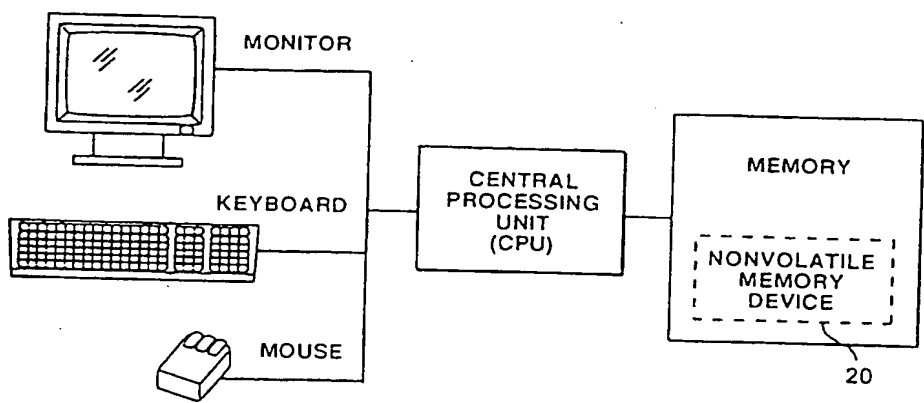 MONITOR
KEYBOARD
MOUSE
CENTRAL
PROCESSING
UNIT
(CPU)
MEMORY
NONVOLATILE
MEMORY
DEVICE
20